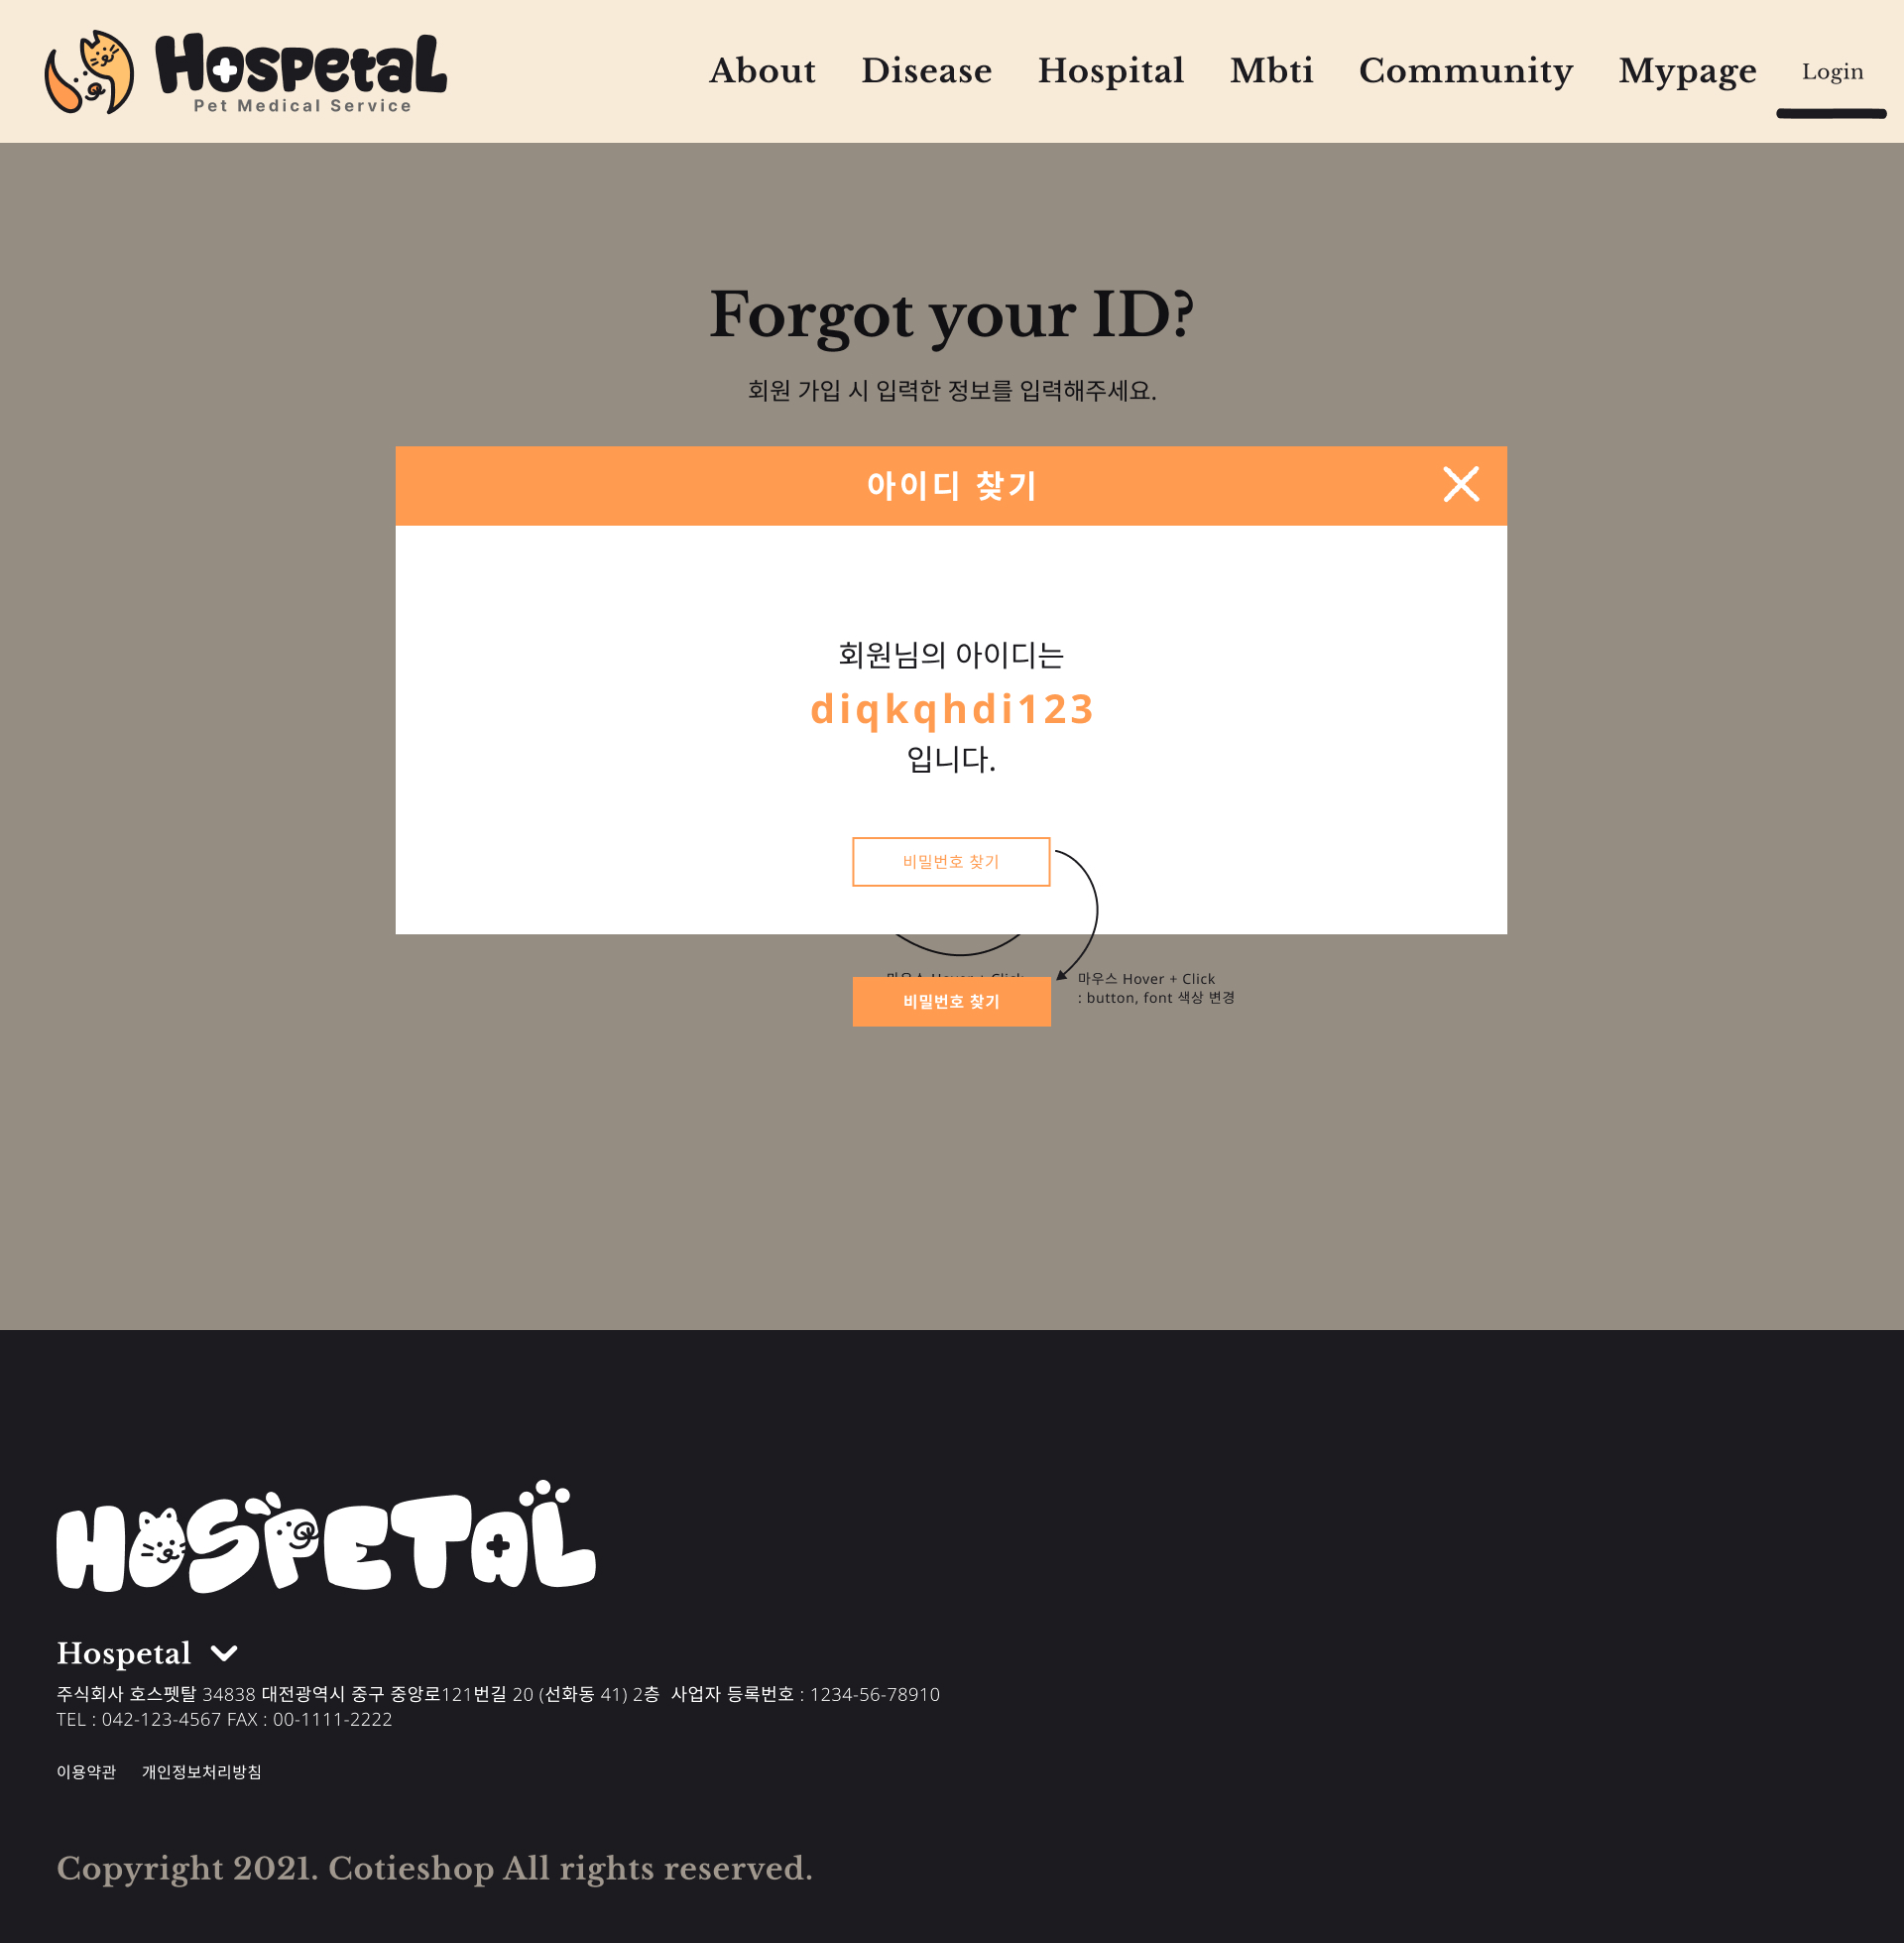 Hospetal
Pet Medical Service
About Disease Hospital Mbti Community Mypage Login
Forgot your ID?
회원 가입 시 입력한 정보를 입력해주세요.
아이디 찾기
회원님의 아이디는
diqkqhdi123
입니다.
비밀번호 찾기
마우스 Hover + Click
마우스 Hover + Click
: button, font 색상 변경
비밀번호 찾기
HOSPETAL
Hospetal
주식회사 호스펫탈 34838 대전광역시 중구 중앙로121번길 20 (선화동 41) 2층 사업자 등록번호 : 1234-56-78910
TEL : 042-123-4567 FAX : 00-1111-2222
이용약관 개인정보처리방침
Copyright 2021. Cotieshop All rights reserved.